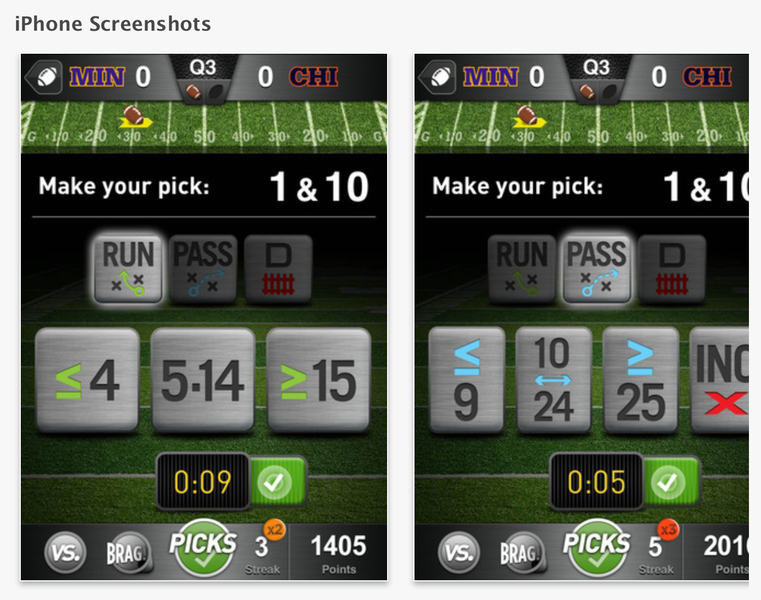 iPhone Screenshots
MIN 0 Q3 0 CHI
G 10 20 30 40 50 40 30 20 10 G
Make your pick: 1 & 10
RUN PASS D
≤ 4 5-14 ≥ 15
0:09
VS. BRAG. PICKS x2 3 Streak 1405 Points
MIN 0 Q3 0 CHI
G 10 20 30 40 50 40 30 20 10
Make your pick: 1 & 10
RUN PASS D
≤ 9 10 ↔ 24 ≥ 25 INC
0:05
VS. BRAG. PICKS x3 5 Streak 2010 Points